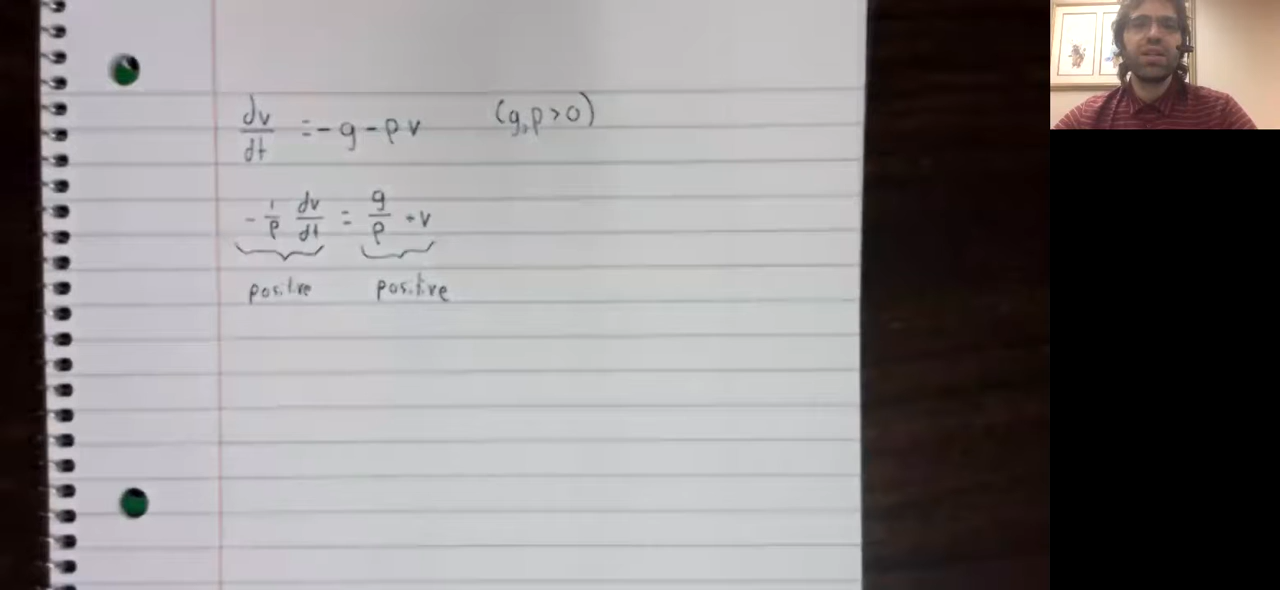 dv/dt = -g - ρv (g,ρ > 0)
-1/ρ dv/dt = g/ρ + v
positive positive